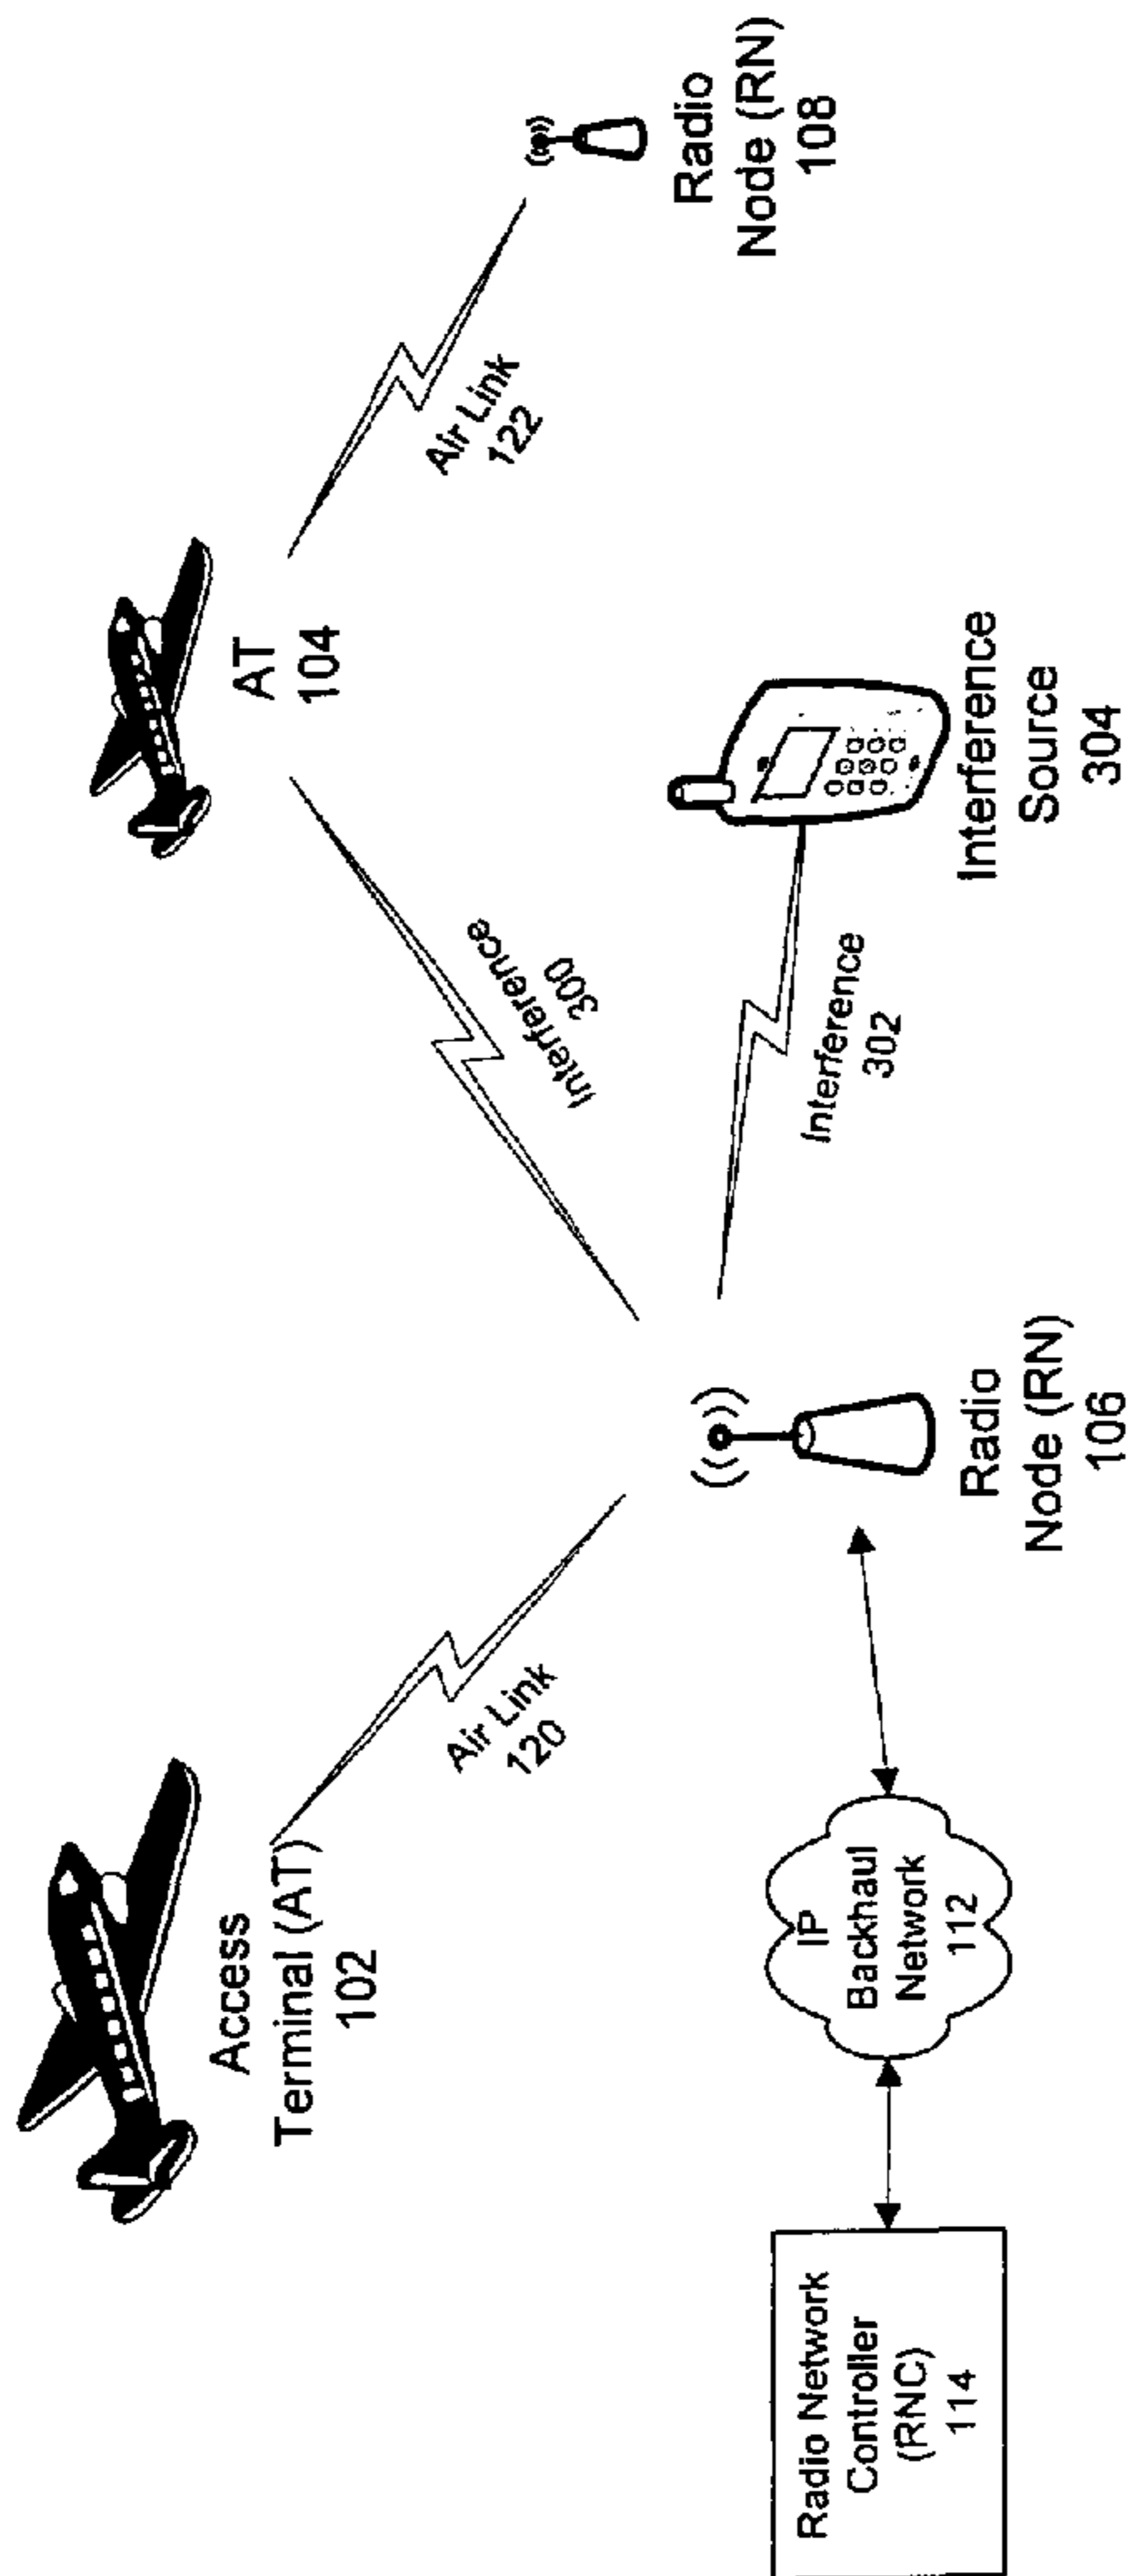 Access
Terminal (AT)
102
AT
104
Air Link
120
Interference
300
Air Link
122
Radio
Node (RN)
108
Interference
302
Interference
Source
304
Radio Network
Controller
(RNC)
114
IP
Backhaul
Network
112
Radio
Node (RN)
106